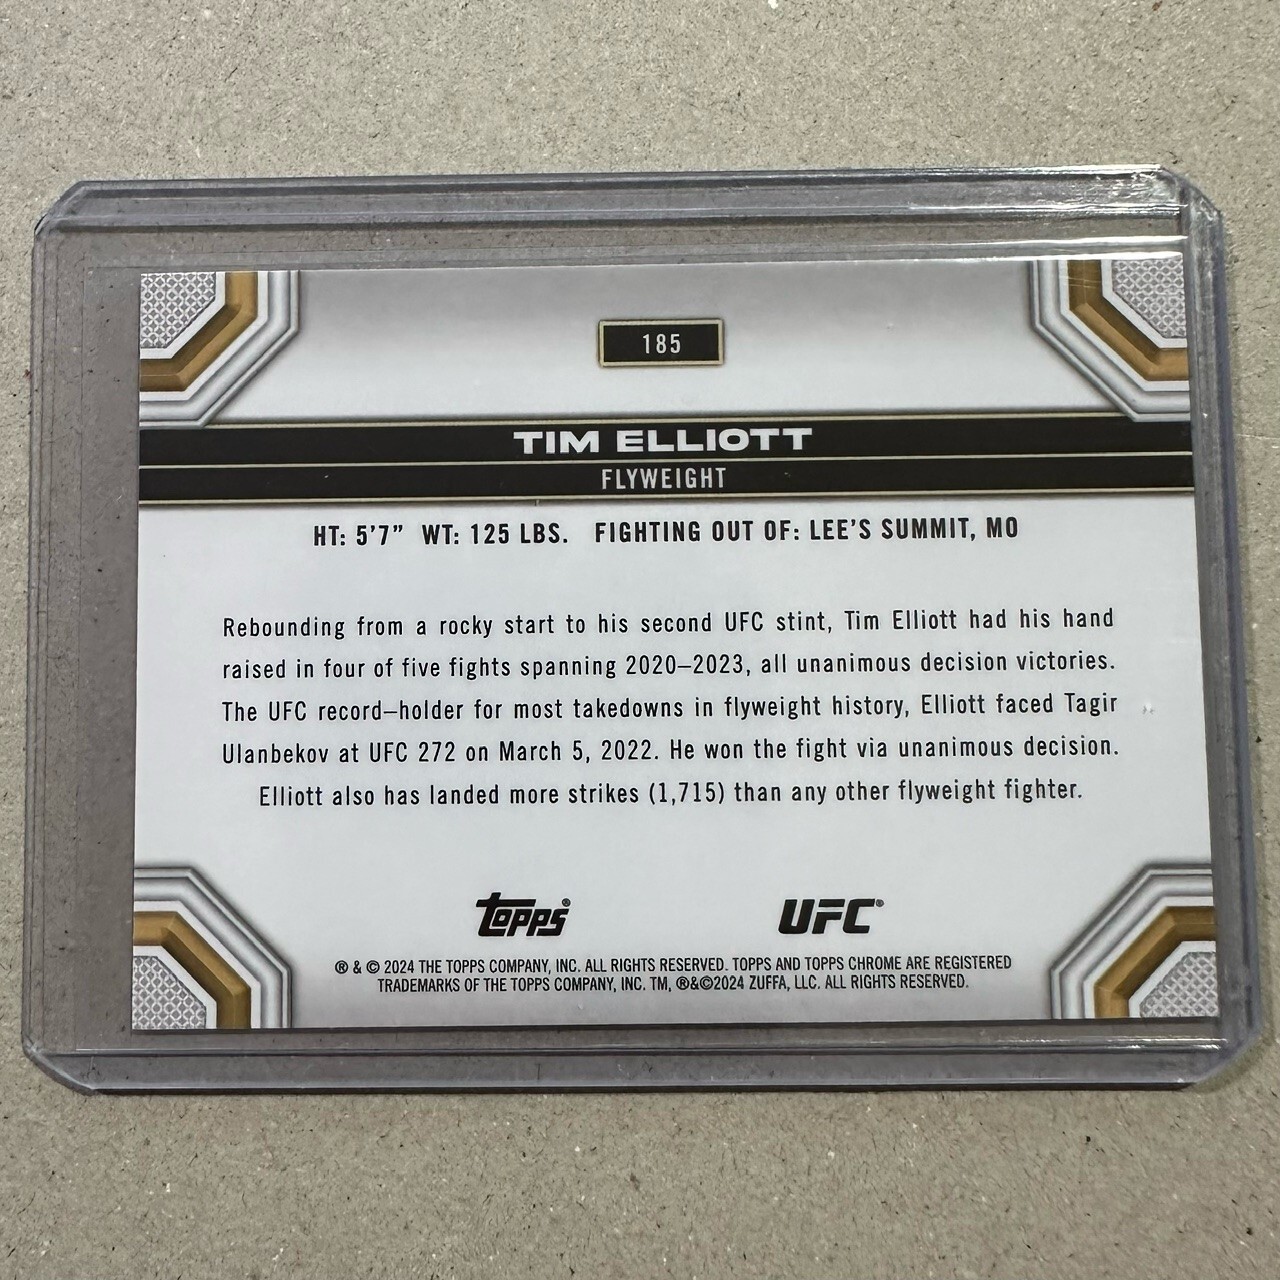 185
TIM ELLIOTT
FLYWEIGHT
HT: 5'7” WT: 125 LBS. FIGHTING OUT OF: LEE'S SUMMIT, MO
Rebounding from a rocky start to his second UFC stint, Tim Elliott had his hand
raised in four of five fights spanning 2020–2023, all unanimous decision victories.
The UFC record–holder for most takedowns in flyweight history, Elliott faced Tagir
Ulanbekov at UFC 272 on March 5, 2022. He won the fight via unanimous decision.
Elliott also has landed more strikes (1,715) than any other flyweight fighter.
topps® UFC®
® & © 2024 THE TOPPS COMPANY, INC. ALL RIGHTS RESERVED. TOPPS AND TOPPS CHROME ARE REGISTERED
TRADEMARKS OF THE TOPPS COMPANY, INC. TM, ®&©2024 ZUFFA, LLC. ALL RIGHTS RESERVED.